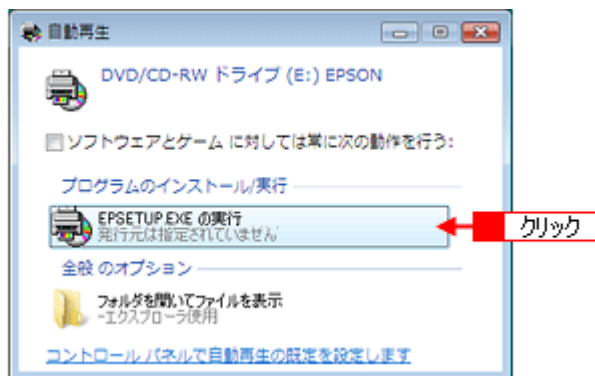 自動再生
DVD/CD-RW ドライブ (E:) EPSON
ソフトウェアとゲーム に対しては常に次の動作を行う:
プログラムのインストール/実行
EPSETUP.EXE の実行
発行元は指定されていません
クリック
全般 のオプション
フォルダを開いてファイルを表示
-エクスプローラ使用
コントロール パネルで自動再生の既定を設定します